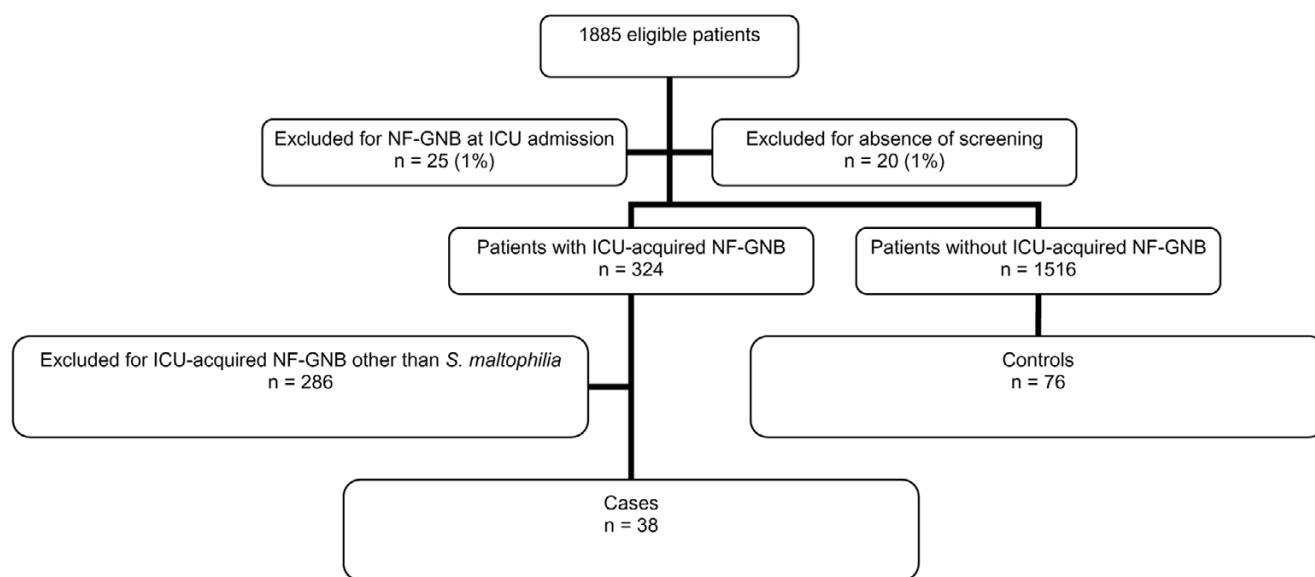 1885 eligible patients
Excluded for NF-GNB at ICU admission
n = 25 (1%)
Excluded for absence of screening
n = 20 (1%)
Patients with ICU-acquired NF-GNB
n = 324
Patients without ICU-acquired NF-GNB
n = 1516
Excluded for ICU-acquired NF-GNB other than S. maltophilia
n = 286
Controls
n = 76
Cases
n = 38